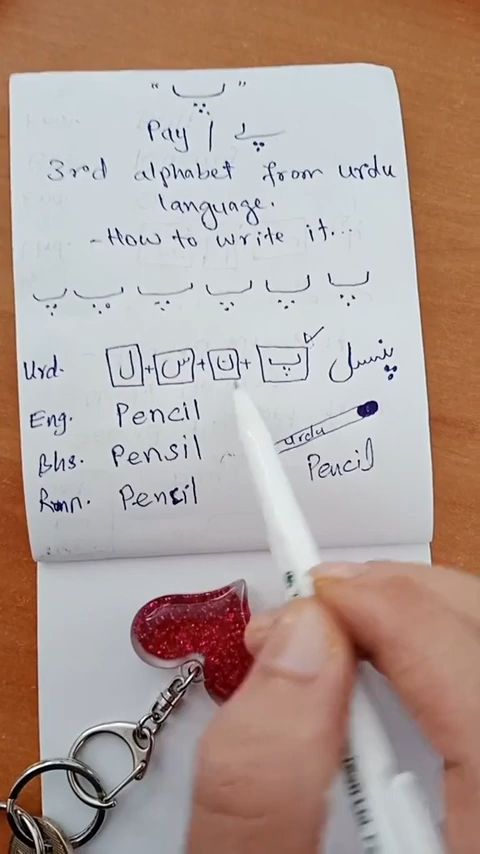 "پ"
Pay | پے
3rd alphabet from urdu
language.
-How to write it...
پ پ پ پ پ پ
Urd. ل + س + ن + پ ✓ پنسل
Eng. Pencil
Bhs. Pensil
urdu
Rmn. Pensil
Pencil